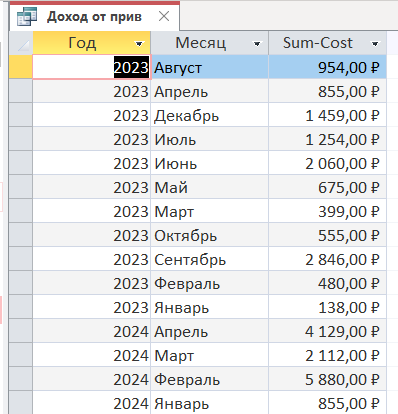 Доход от прив
Год Месяц Sum-Cost
2023 Август 954,00 ₽
2023 Апрель 855,00 ₽
2023 Декабрь 1 459,00 ₽
2023 Июль 1 254,00 ₽
2023 Июнь 2 060,00 ₽
2023 Май 675,00 ₽
2023 Март 399,00 ₽
2023 Октябрь 555,00 ₽
2023 Сентябрь 2 846,00 ₽
2023 Февраль 480,00 ₽
2023 Январь 138,00 ₽
2024 Апрель 4 129,00 ₽
2024 Март 2 112,00 ₽
2024 Февраль 5 880,00 ₽
2024 Январь 855,00 ₽